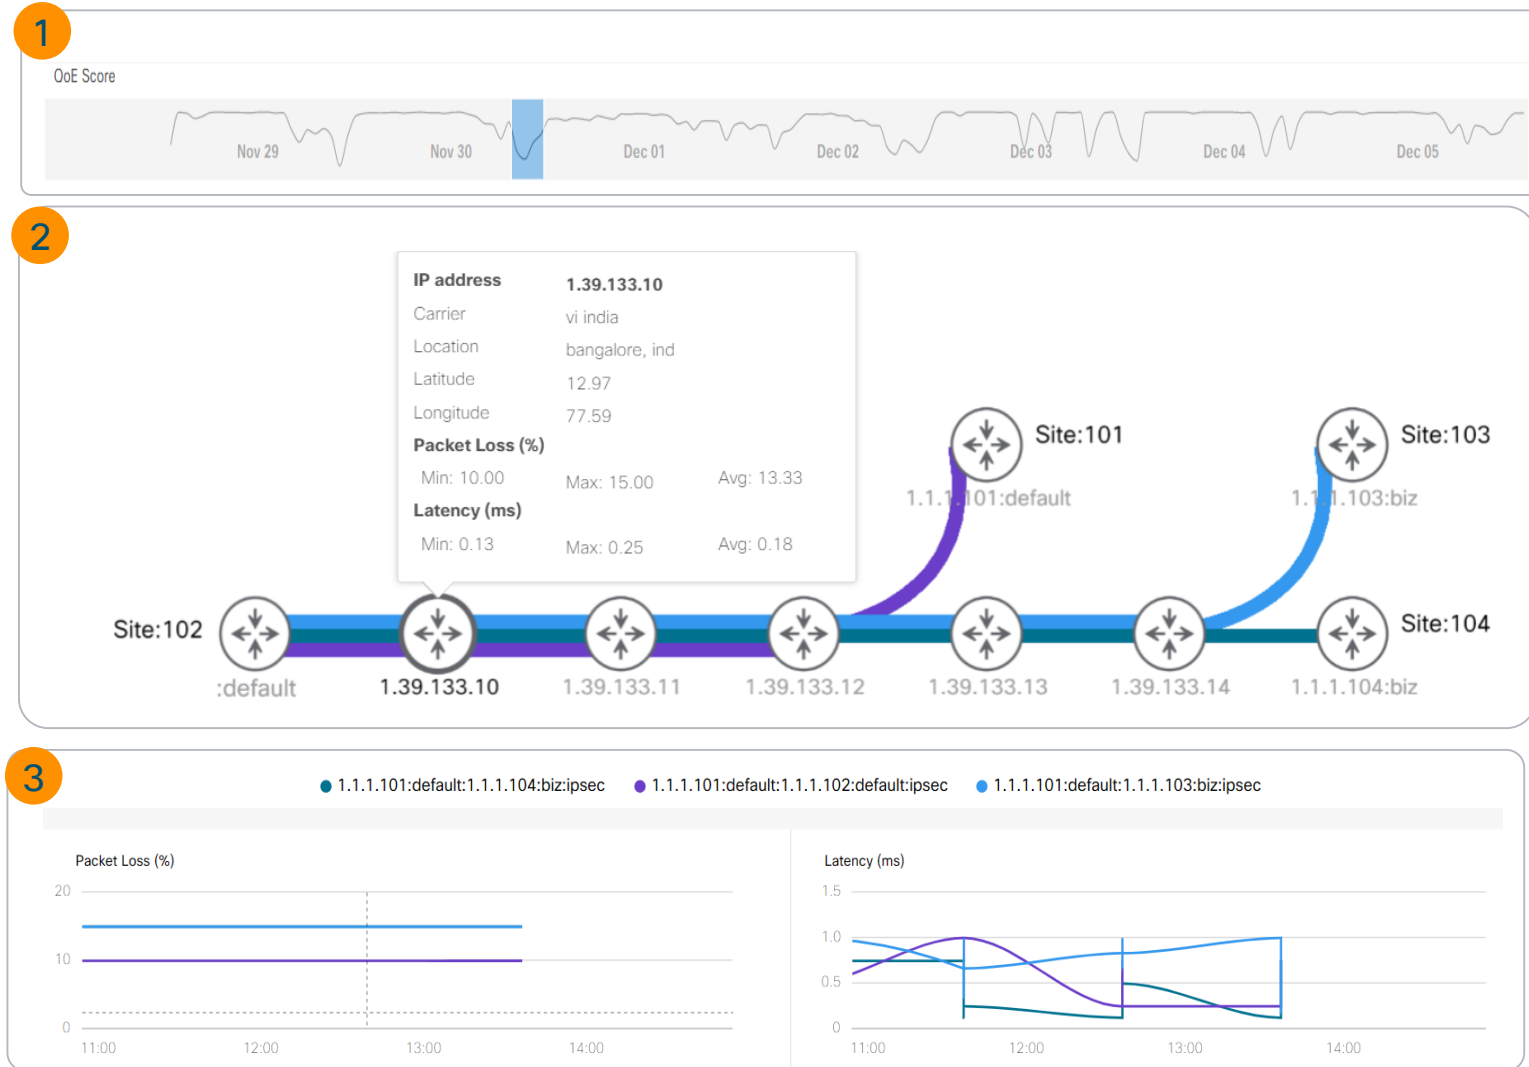 1
QoE Score
Nov 29 Nov 30 Dec 01 Dec 02 Dec 03 Dec 04 Dec 05
2
IP address 1.39.133.10
Carrier vi india
Location bangalore, ind
Latitude 12.97
Longitude 77.59
Packet Loss (%)
Min: 10.00 Max: 15.00 Avg: 13.33
Latency (ms)
Min: 0.13 Max: 0.25 Avg: 0.18
Site:101 Site:103
1.1.1.101:default 1.1.1.103:biz
Site:102 Site:104
:default 1.39.133.10 1.39.133.11 1.39.133.12 1.39.133.13 1.39.133.14 1.1.1.104:biz
3
1.1.1.101:default:1.1.1.104:biz:ipsec 1.1.1.101:default:1.1.1.102:default:ipsec 1.1.1.101:default:1.1.1.103:biz:ipsec
Packet Loss (%)
20
10
0
11:00 12:00 13:00 14:00
Latency (ms)
1.5
1.0
0.5
0
11:00 12:00 13:00 14:00